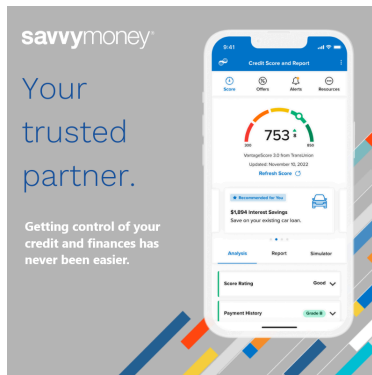 savvymoney
Your
trusted
partner.
Getting control of your
credit and finances has
never been easier.
9:41
Credit Score and Report
Score Offers Alerts Resources
753
300 850
VantageScore 3.0 from TransUnion
Updated: November 10, 2022
Refresh Score
Recommended for You
$1,894 Interest Savings
Save on your existing car loan.
Analysis Report Simulator
Score Rating Good
Payment History Grade B